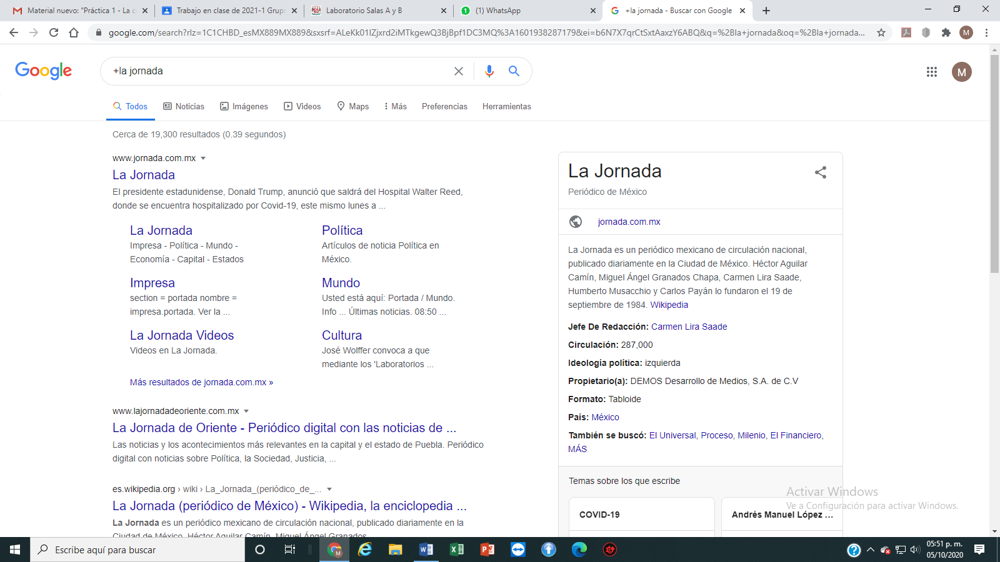 Material nuevo: "Práctica 1 - La c
Trabajo en clase de 2021-1 Grup
Laboratorio Salas A y B
(1) WhatsApp
+la jornada - Buscar con Google
google.com/search?rlz=1C1CHBD_esMX889MX889&sxsrf=ALeKk01IZjxrd2iMTkgewQ3BjBpf1DC3MQ%3A1601938287179&ei=b6N7X7qrCtSxtAaxzY6ABQ&q=%2Bla+jornada&oq=%2Bla+jornada...
M
Google
+la jornada
M
Todos
Noticias
Imágenes
Videos
Maps
Más
Preferencias
Herramientas
Cerca de 19,300 resultados (0.39 segundos)
www.jornada.com.mx
La Jornada
El presidente estadunidense, Donald Trump, anunció que saldrá del Hospital Walter Reed,
donde se encuentra hospitalizado por Covid-19, este mismo lunes a ...
La Jornada
Impresa - Política - Mundo -
Economía - Capital - Estados
Política
Artículos de noticia Política en
México.
Impresa
section = portada nombre =
impresa.portada. Ver la ...
Mundo
Usted está aquí: Portada / Mundo.
Info ... Últimas noticias. 08:50 ...
La Jornada Videos
Videos en La Jornada.
Cultura
José Wolffer convoca a que
mediante los 'Laboratorios ...
Más resultados de jornada.com.mx »
www.lajornadadeoriente.com.mx
La Jornada de Oriente - Periódico digital con las noticias de ...
Las noticias y los acontecimientos más relevantes en la capital y el estado de Puebla. Periódico
digital con noticias sobre Política, la Sociedad, Justicia, ...
es.wikipedia.org › wiki › La_Jornada_(periódico_de_...
La Jornada (periódico de México) - Wikipedia, la enciclopedia ...
La Jornada es un periódico mexicano de circulación nacional, publicado diariamente en la
Ciudad de México. Héctor Aguilar Camín, Miguel Ángel Granados
La Jornada
Periódico de México
jornada.com.mx
La Jornada es un periódico mexicano de circulación nacional,
publicado diariamente en la Ciudad de México. Héctor Aguilar
Camín, Miguel Ángel Granados Chapa, Carmen Lira Saade,
Humberto Musacchio y Carlos Payán lo fundaron el 19 de
septiembre de 1984. Wikipedia
Jefe De Redacción: Carmen Lira Saade
Circulación: 287,000
Ideología política: izquierda
Propietario(a): DEMOS Desarrollo de Medios, S.A. de C.V
Formato: Tabloide
País: México
También se buscó: El Universal, Proceso, Milenio, El Financiero,
MÁS
Temas sobre los que escribe
COVID-19
Andrés Manuel López ...
Activar Windows
Ve a Configuración para activar Windows.
Escribe aquí para buscar
05:51 p. m.
05/10/2020